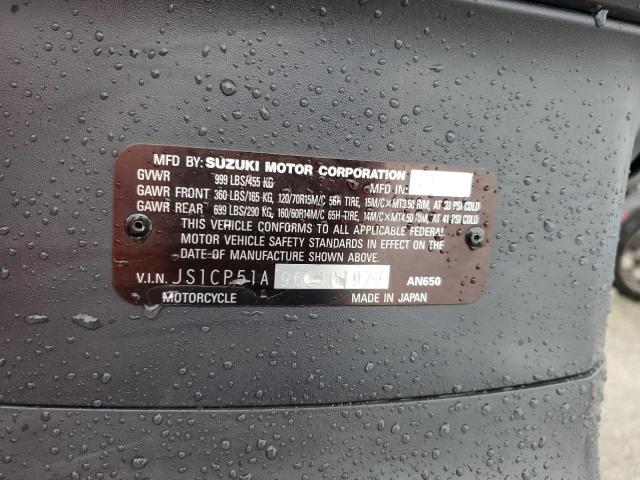 MFD BY: SUZUKI MOTOR CORPORATION
GVWR 999 LBS/455 KG MFD IN:
GAWR FRONT 360 LBS/165 KG, 120/70R15M/C 56H TIRE, 15M/C×MT3.50 RIM, AT 33 PSI COLD
GAWR REAR 699 LBS/290 KG, 160/60R14M/C 65H TIRE, 14M/C×MT4.50 RIM, AT 41 PSI COLD
THIS VEHICLE CONFORMS TO ALL APPLICABLE FEDERAL
MOTOR VEHICLE SAFETY STANDARDS IN EFFECT ON THE
DATE OF MANUFACTURE SHOWN ABOVE.
V.I.N. JS1CP51A AN650
MOTORCYCLE MADE IN JAPAN